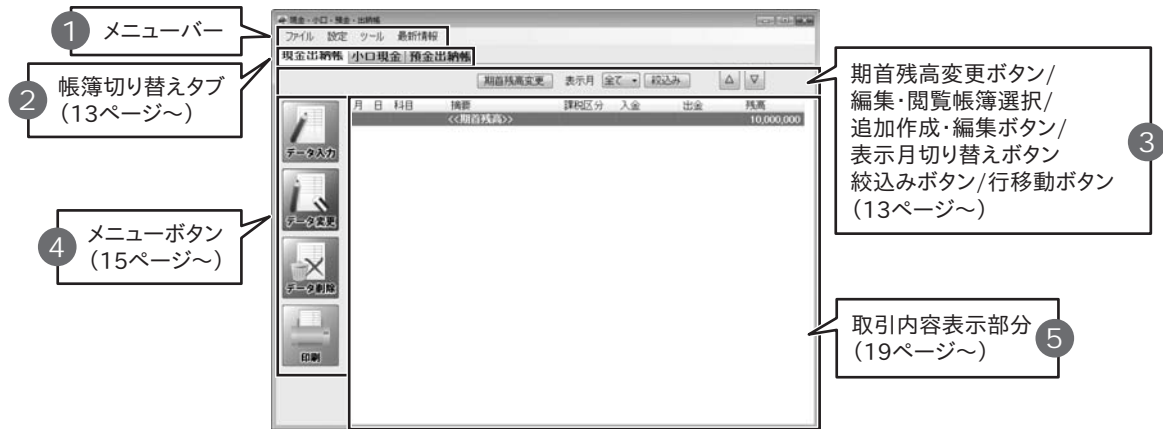 1 メニューバー
2 帳簿切り替えタブ
(13ページ～)
4 メニューボタン
(15ページ～)
現金・小口・預金・出納帳
ファイル 設定 ツール 最新情報
現金出納帳 小口現金 預金出納帳
期首残高変更 表示月 全て 絞込み △ ▽
月 日 科目 摘要 課税区分 入金 出金 残高
<<期首残高>> 10,000,000
データ入力
データ変更
データ削除
印刷
期首残高変更ボタン/
編集・閲覧帳簿選択/
追加作成・編集ボタン/
表示月切り替えボタン
絞込みボタン/行移動ボタン
(13ページ～)
3
取引内容表示部分
(19ページ～)
5